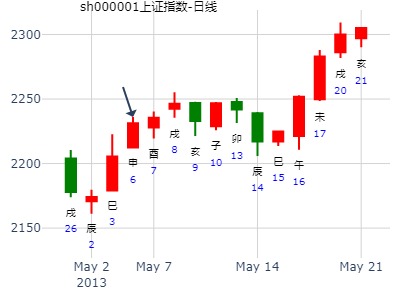 sh000001上证指数-日线
2300
2250
2200
2150
戌
26
辰
2
巳
3
申
6
酉
7
戌
8
亥
9
子
10
卯
13
辰
14
巳
15
午
16
未
17
戌
20
亥
21
May 2
2013
May 7
May 14
May 21